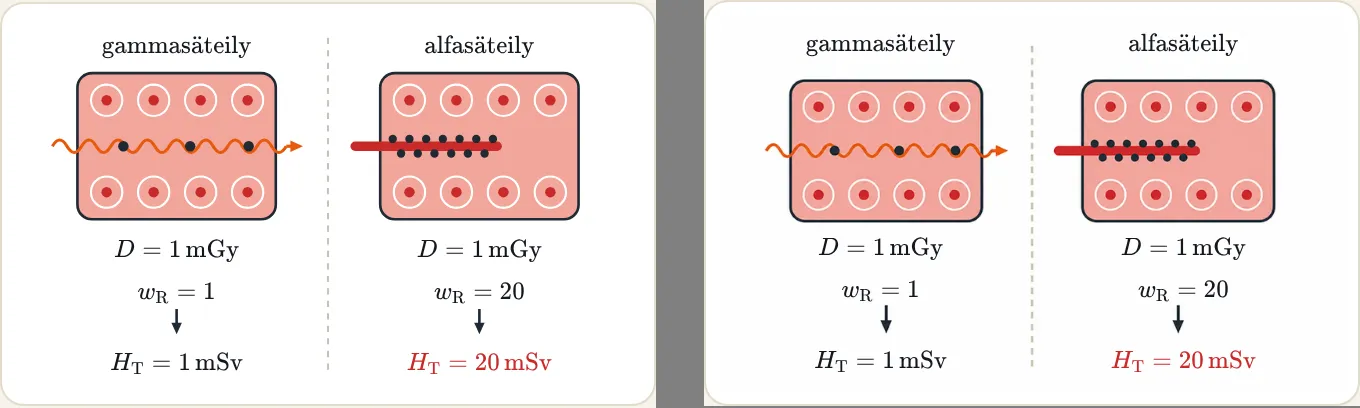 gammasäteily
alfasäteily
D = 1 mGy
D = 1 mGy
w_R = 1
w_R = 20
H_T = 1 mSv
H_T = 20 mSv
gammasäteily
alfasäteily
D = 1 mGy
D = 1 mGy
w_R = 1
w_R = 20
H_T = 1 mSv
H_T = 20 mSv